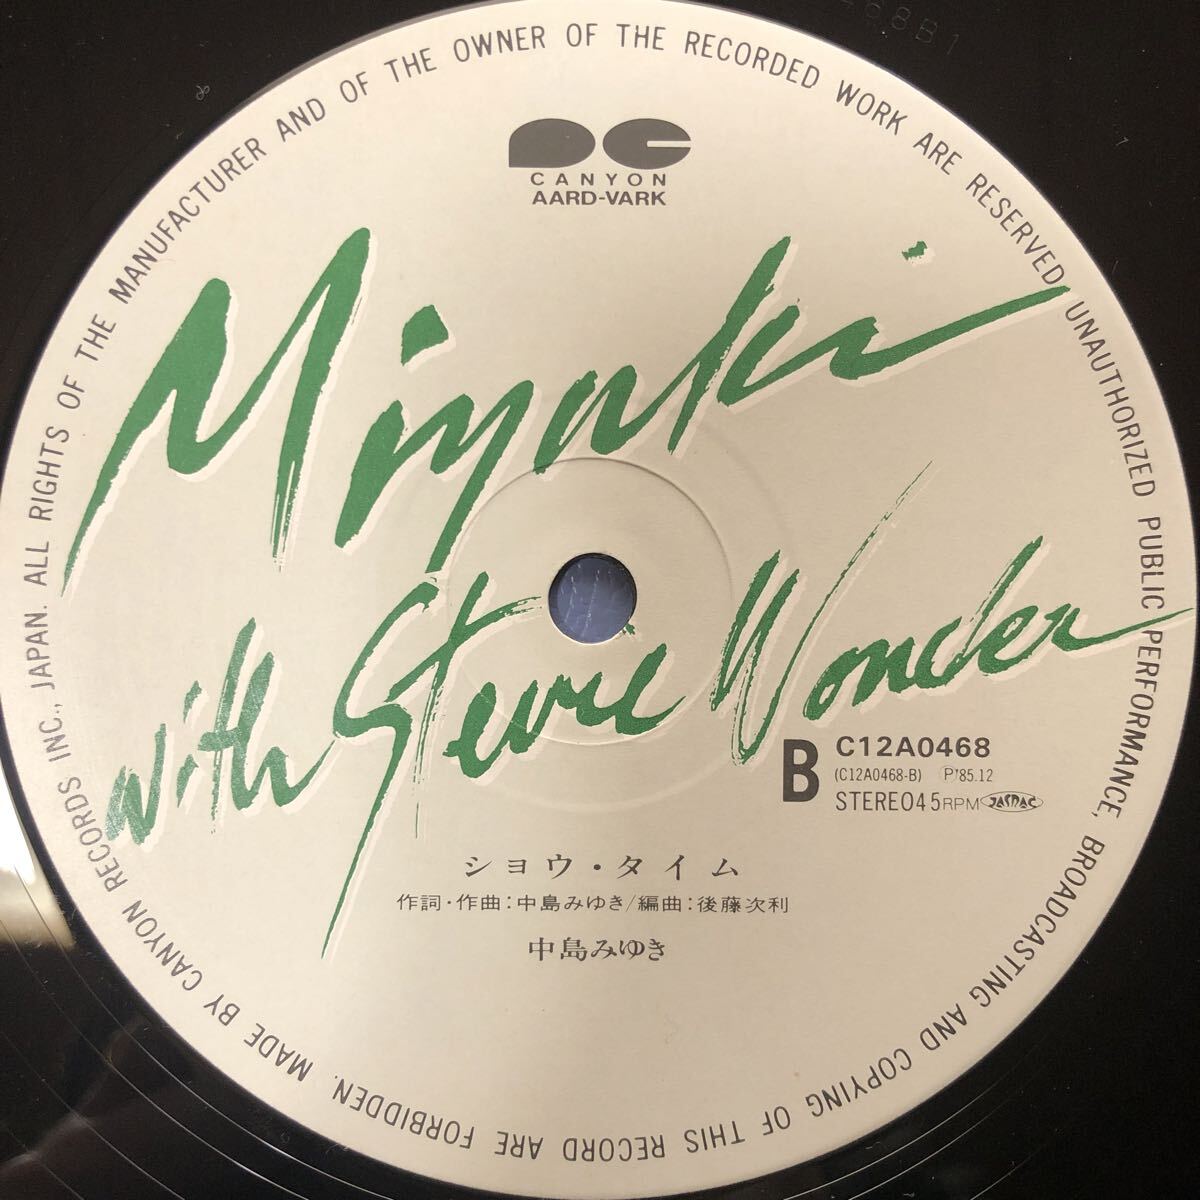 MADE BY CANYON RECORDS INC., JAPAN. ALL RIGHTS OF THE MANUFACTURER AND OF THE OWNER OF THE RECORDED WORK ARE RESERVED UNAUTHORIZED PUBLIC PERFORMANCE, BROADCASTING AND COPYING OF THIS RECORD ARE FORBIDDEN.
PC
CANYON
AARD-VARK
Miyuki
with Stevie Wonder
B
C12A0468
(C12A0468-B) Ⓟ'85.12
STEREO45RPM JASRAC
ショウ・タイム
作詞・作曲:中島みゆき/編曲:後藤次利
中島みゆき